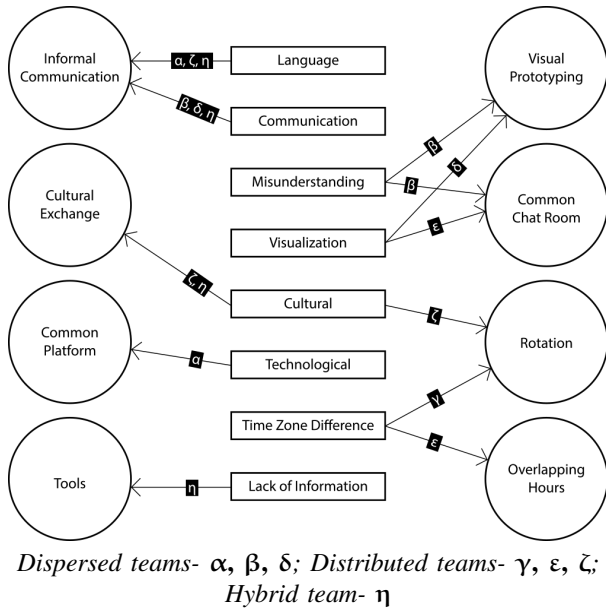 Informal
Communication
α, ζ, η
Language
Visual
Prototyping
β, δ, η
Communication
β
δ
Misunderstanding
β
Cultural
Exchange
Common
Chat Room
Visualization
ε
ζ, η
Cultural
ζ
Common
Platform
α
Technological
Rotation
γ
Time Zone Difference
ε
Tools
η
Lack of Information
Overlapping
Hours
Dispersed teams- α, β, δ; Distributed teams- γ, ε, ζ;
Hybrid team- η